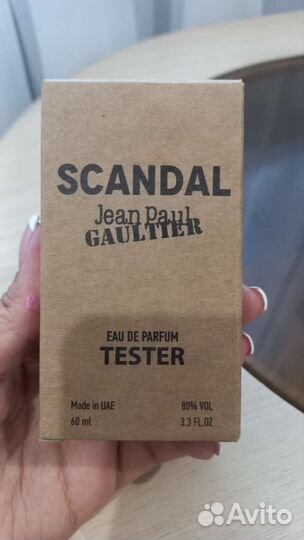 SCANDAL
Jean Paul
GAULTIER
EAU DE PARFUM
TESTER
Made in UAE 80% VOL
60 ml 3.3 FL.OZ
Avito